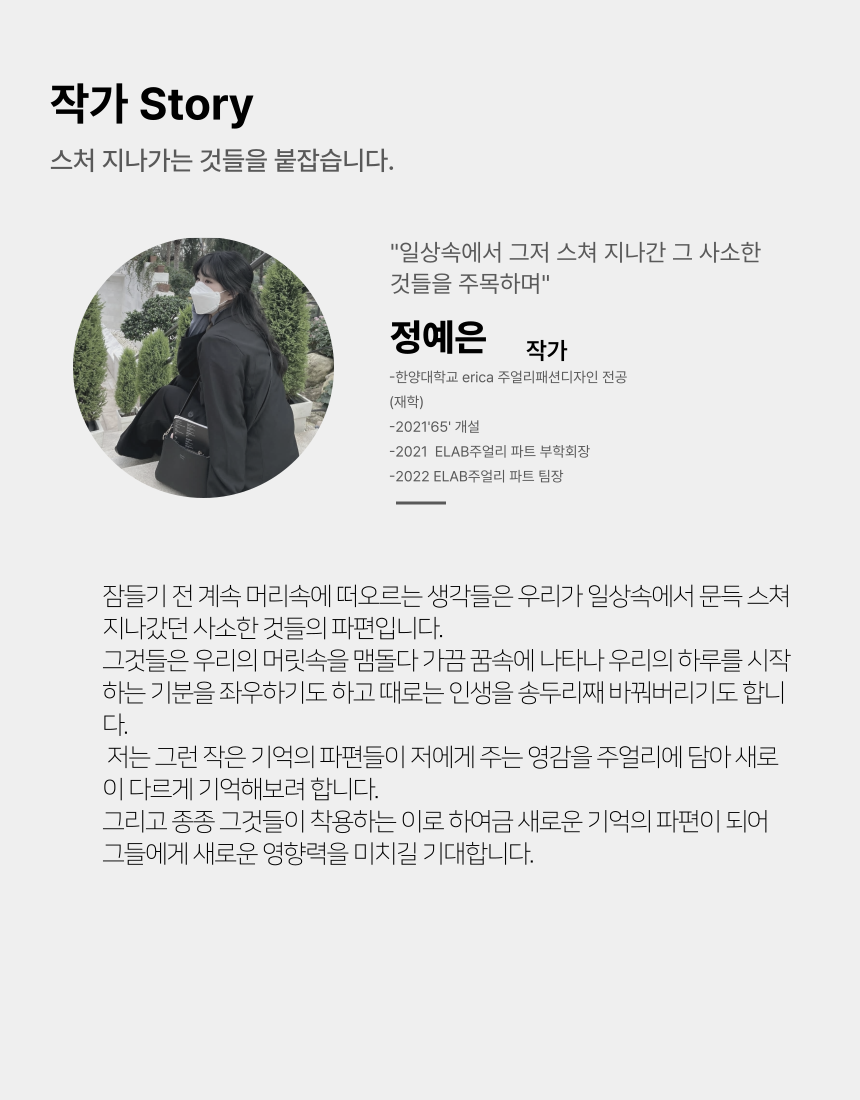 작가 Story
스처 지나가는 것들을 붙잡습니다.
"일상속에서 그저 스쳐 지나간 그 사소한
것들을 주목하며"
정예은 작가
-한양대학교 erica 주얼리패션디자인 전공
(재학)
-2021'65' 개설
-2021 ELAB주얼리 파트 부학회장
-2022 ELAB주얼리 파트 팀장
잠들기 전 계속 머리속에 떠오르는 생각들은 우리가 일상속에서 문득 스쳐
지나갔던 사소한 것들의 파편입니다.
그것들은 우리의 머릿속을 맴돌다 가끔 꿈속에 나타나 우리의 하루를 시작
하는 기분을 좌우하기도 하고 때로는 인생을 송두리째 바꿔버리기도 합니
다.
저는 그런 작은 기억의 파편들이 저에게 주는 영감을 주얼리에 담아 새로
이 다르게 기억해보려 합니다.
그리고 종종 그것들이 착용하는 이로 하여금 새로운 기억의 파편이 되어
그들에게 새로운 영향력을 미치길 기대합니다.